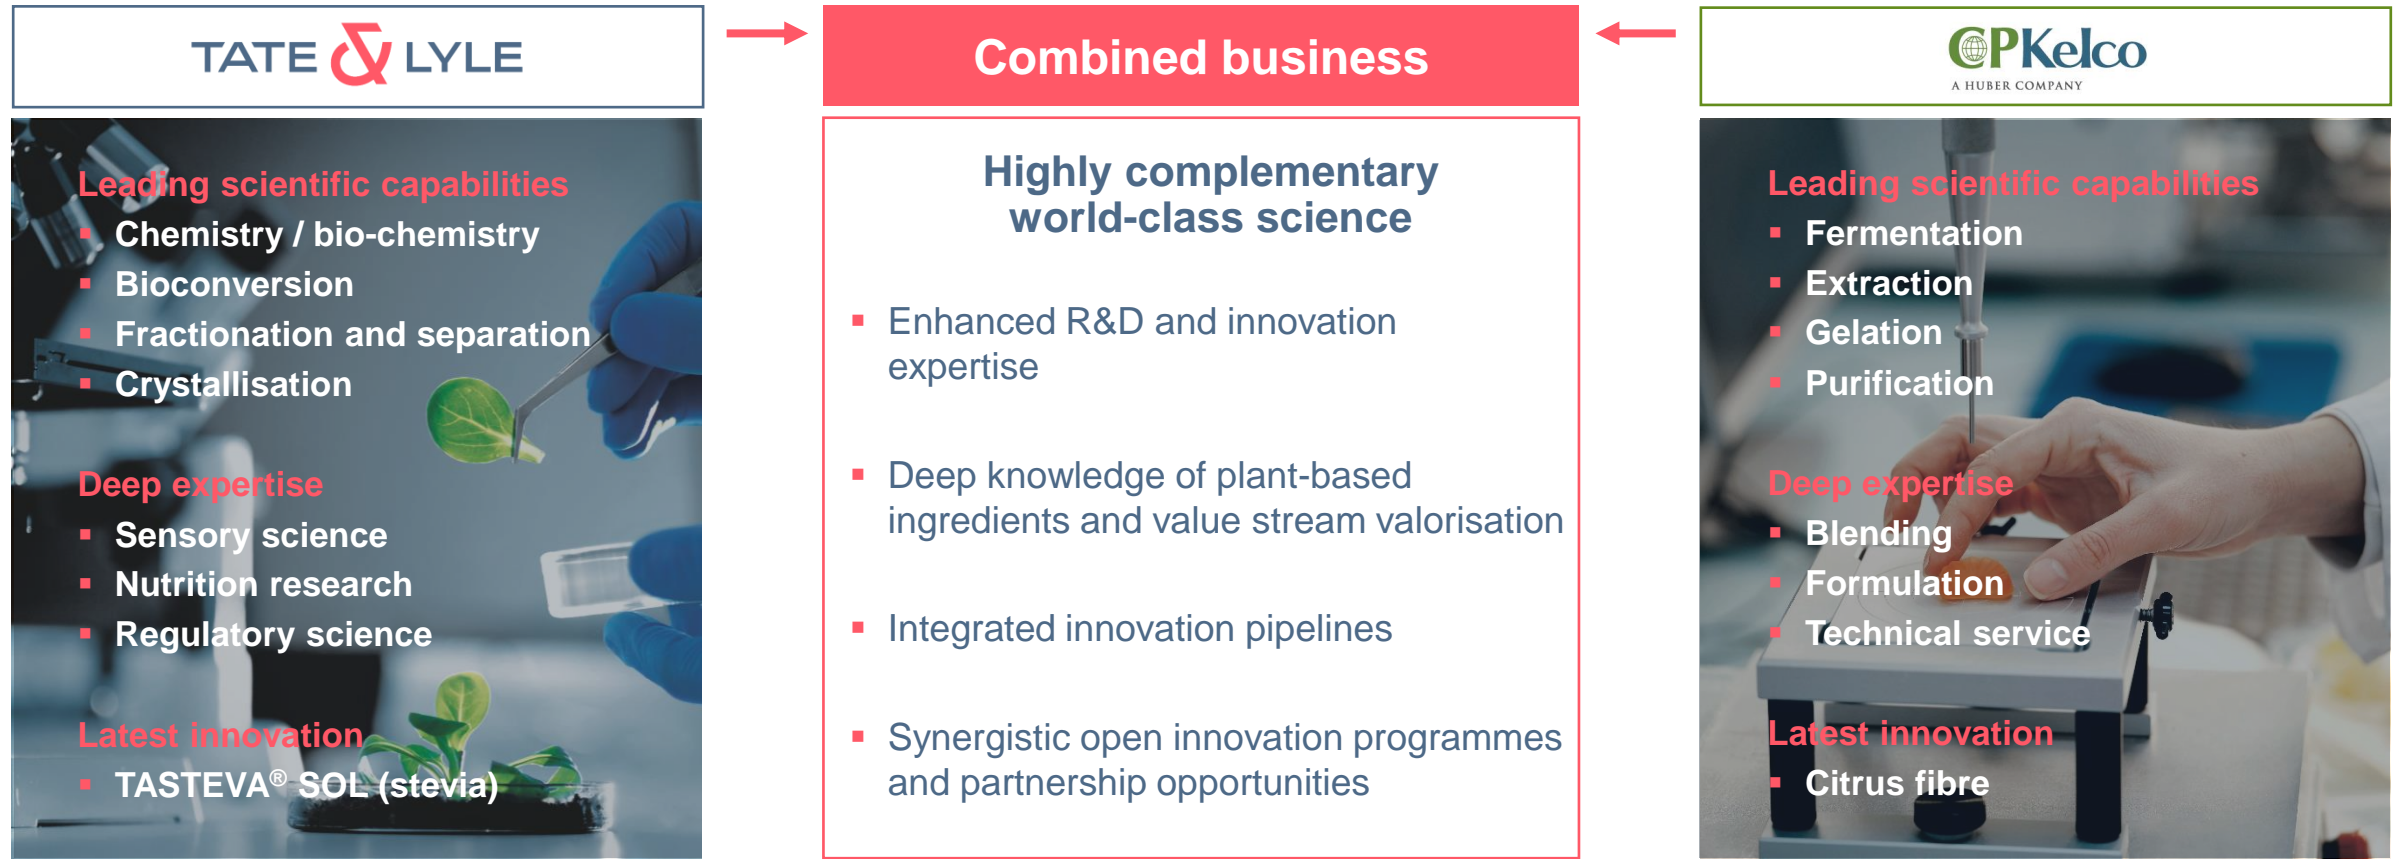 TATE & LYLE
Leading scientific capabilities
▪ Chemistry / bio-chemistry
▪ Bioconversion
▪ Fractionation and separation
▪ Crystallisation
Deep expertise
▪ Sensory science
▪ Nutrition research
▪ Regulatory science
Latest innovation
▪ TASTEVA® SOL (stevia)
Combined business
Highly complementary
world-class science
▪ Enhanced R&D and innovation
expertise
▪ Deep knowledge of plant-based
ingredients and value stream valorisation
▪ Integrated innovation pipelines
▪ Synergistic open innovation programmes
and partnership opportunities
CPKelco
A HUBER COMPANY
Leading scientific capabilities
▪ Fermentation
▪ Extraction
▪ Gelation
▪ Purification
Deep expertise
▪ Blending
▪ Formulation
▪ Technical service
Latest innovation
▪ Citrus fibre